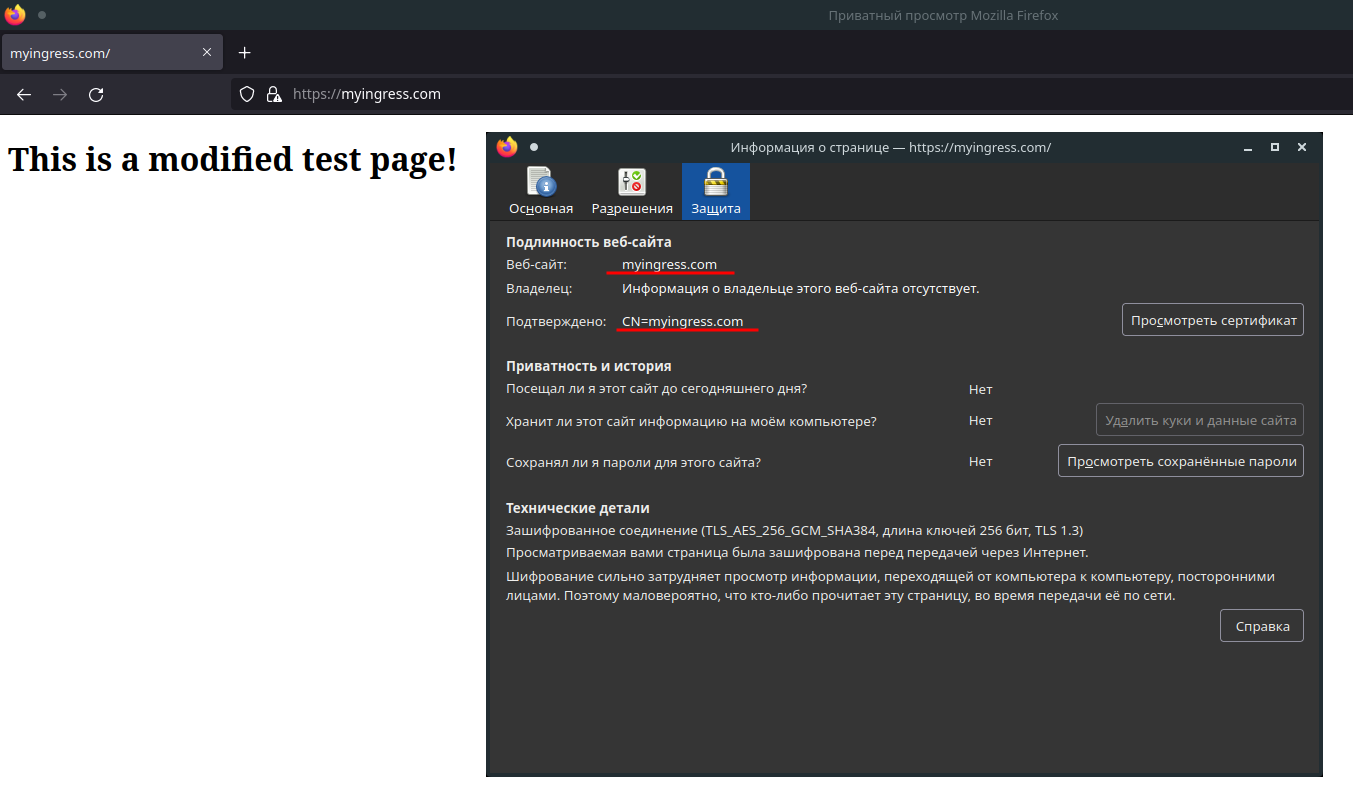 Приватный просмотр Mozilla Firefox
myingress.com/
https://myingress.com
This is a modified test page!
Информация о странице — https://myingress.com/
Основная Разрешения Защита
Подлинность веб-сайта
Веб-сайт: myingress.com
Владелец: Информация о владельце этого веб-сайта отсутствует.
Подтверждено: CN=myingress.com Просмотреть сертификат
Приватность и история
Посещал ли я этот сайт до сегодняшнего дня? Нет
Хранит ли этот сайт информацию на моём компьютере? Нет Удалить куки и данные сайта
Сохранял ли я пароли для этого сайта? Нет Просмотреть сохранённые пароли
Технические детали
Зашифрованное соединение (TLS_AES_256_GCM_SHA384, длина ключей 256 бит, TLS 1.3)
Просматриваемая вами страница была зашифрована перед передачей через Интернет.
Шифрование сильно затрудняет просмотр информации, переходящей от компьютера к компьютеру, посторонними
лицами. Поэтому маловероятно, что кто-либо прочитает эту страницу, во время передачи её по сети.
Справка